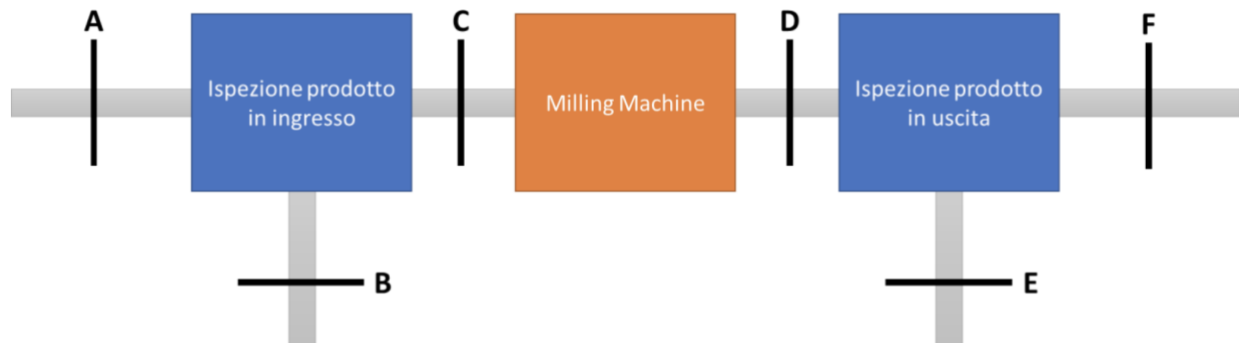 A
C
D
F
Ispezione prodotto
in ingresso
Milling Machine
Ispezione prodotto
in uscita
B
E